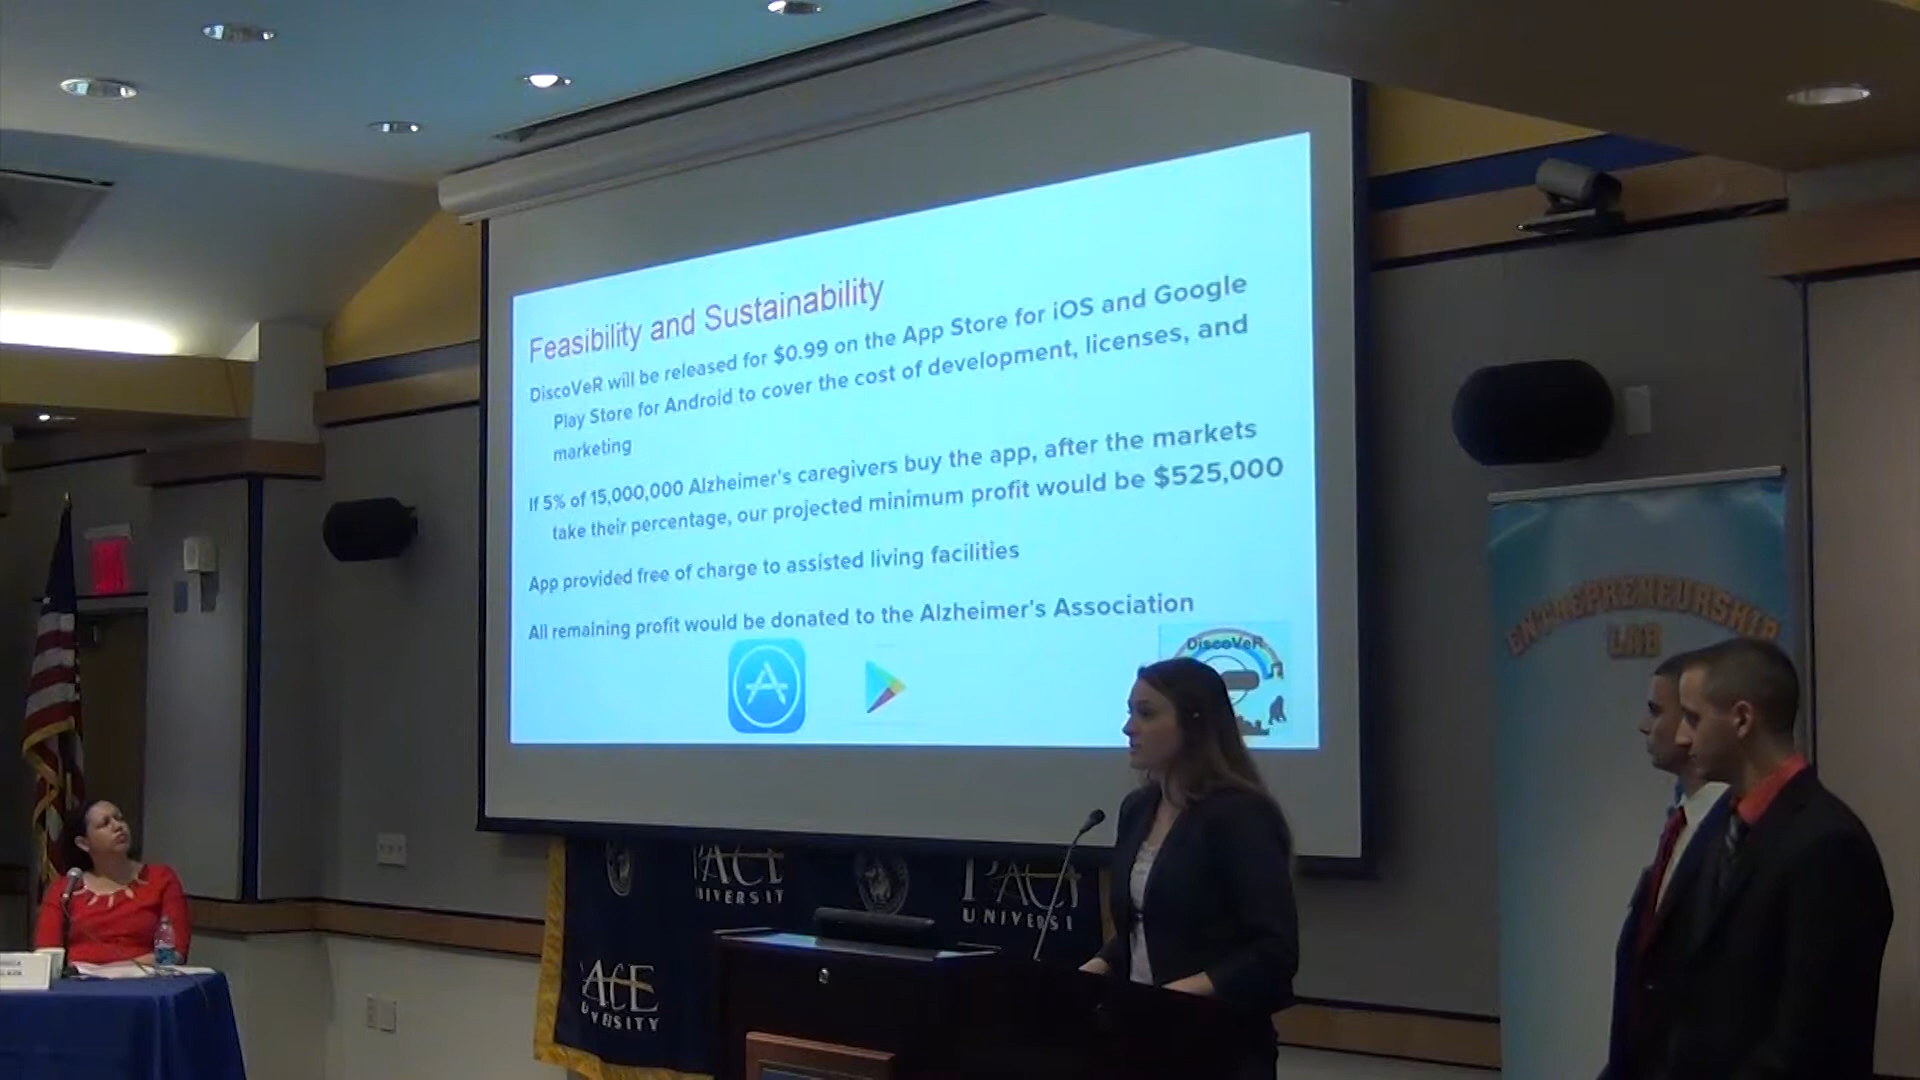 Feasibility and Sustainability
DiscoVeR will be released for $0.99 on the App Store for iOS and Google
Play Store for Android to cover the cost of development, licenses, and
marketing
If 5% of 15,000,000 Alzheimer's caregivers buy the app, after the markets
take their percentage, our projected minimum profit would be $525,000
App provided free of charge to assisted living facilities
All remaining profit would be donated to the Alzheimer's Association
DiscoVeR
ENTREPRENEURSHIP
LAB
PACE
UNIVERSIT
PACE
UNIVERSI
PACE
UNIVERSITY